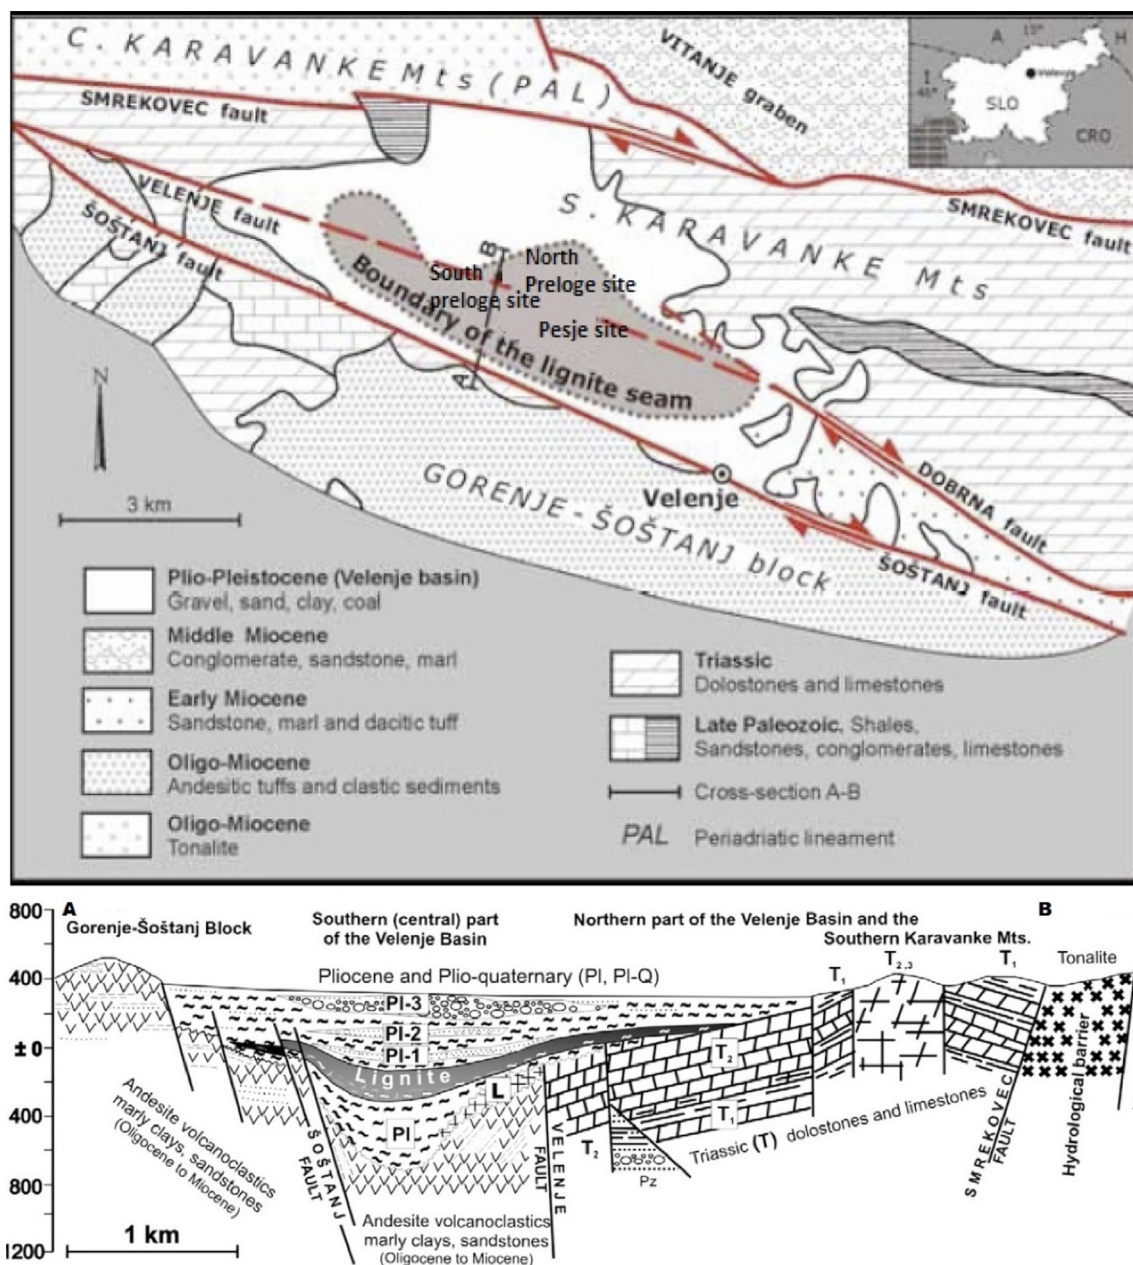 C. KARAVANKE Mts (PAL)
VITANJE graben
A
15°
H
46°
SLO
CRO
SMREKOVEC fault
VELENJE fault
ŠOŠTANJ fault
S. KARAVANKE Mts
SMREKOVEC fault
B
North
Preloge site
South
preloge site
Pesje site
Boundary of the lignite seam
A
N
3 km
Velenje
GORENJE-ŠOŠTANJ block
DOBRNA fault
ŠOŠTANJ fault
Plio-Pleistocene (Velenje basin)
Gravel, sand, clay, coal
Middle Miocene
Conglomerate, sandstone, marl
Early Miocene
Sandstone, marl and dacitic tuff
Oligo-Miocene
Andesitic tuffs and clastic sediments
Oligo-Miocene
Tonalite
Triassic
Dolostones and limestones
Late Paleozoic, Shales,
Sandstones, conglomerates, limestones
Cross-section A-B
PAL Periadriatic lineament
800
400
± 0
400
800
1200
A
Gorenje-Šoštanj Block
Southern (central) part
of the Velenje Basin
Northern part of the Velenje Basin and the
Southern Karavanke Mts.
B
Pliocene and Plio-quaternary (Pl, Pl-Q)
T1
T2,3
T1
Tonalite
Pl-3
Pl-2
Pl-1
Lignite
L
Pl
T2
T1
T2
Pz
Triassic (T) dolostones and limestones
Andesite volcanoclastics
marly clays, sandstones
(Oligocene to Miocene)
ŠOŠTANJ
FAULT
Andesite volcanoclastics
marly clays, sandstones
(Oligocene to Miocene)
VELENJE
FAULT
SMREKOVEC
FAULT
Hydrological barrier
1 km